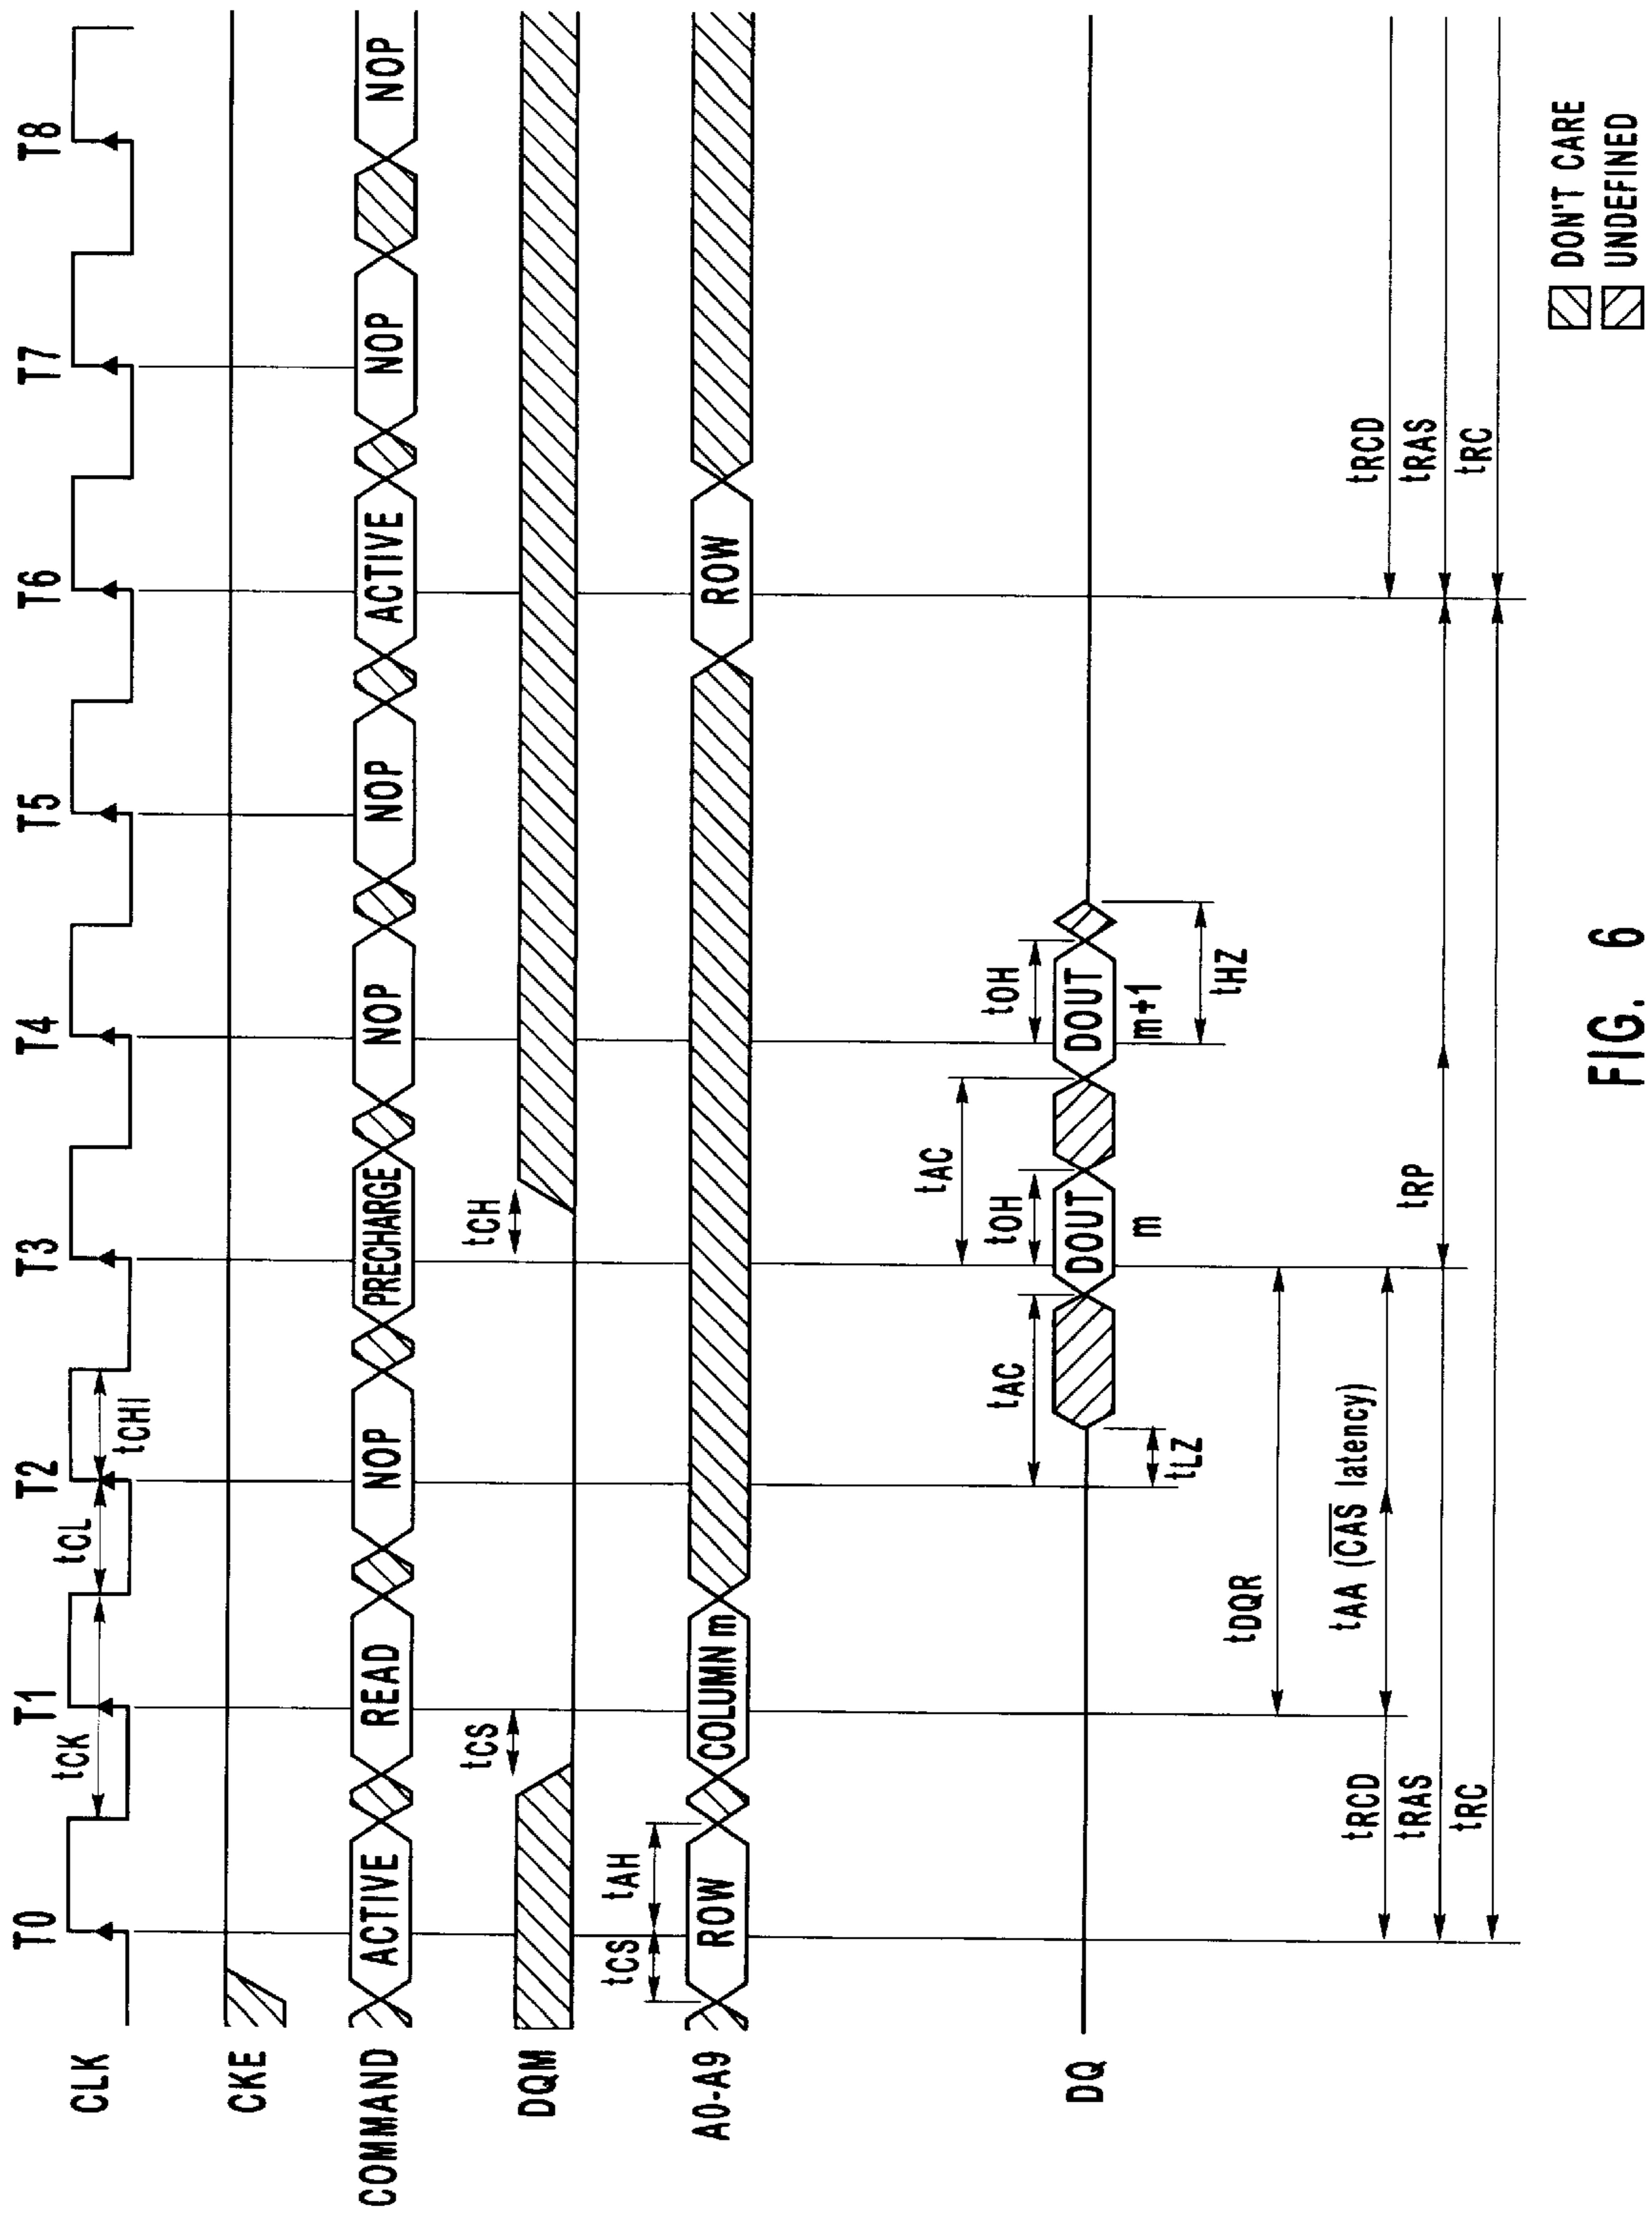 T0 T1 T2 T3 T4 T5 T6 T7 T8
tCK tCL
CLK
tCHI
CKE
COMMAND ACTIVE READ NOP PRECHARGE NOP NOP ACTIVE NOP NOP
tCS tCH
DQM
tCS tAH
A0-A9 ROW COLUMN m ROW
tAC tAC
tOH tOH
DQ DOUT DOUT
m m+1
tLZ tHZ
tDQR
tRCD tAA (CAS latency) tRCD
tRAS tRP tRAS
tRC tRC
DON'T CARE
UNDEFINED
FIG. 6